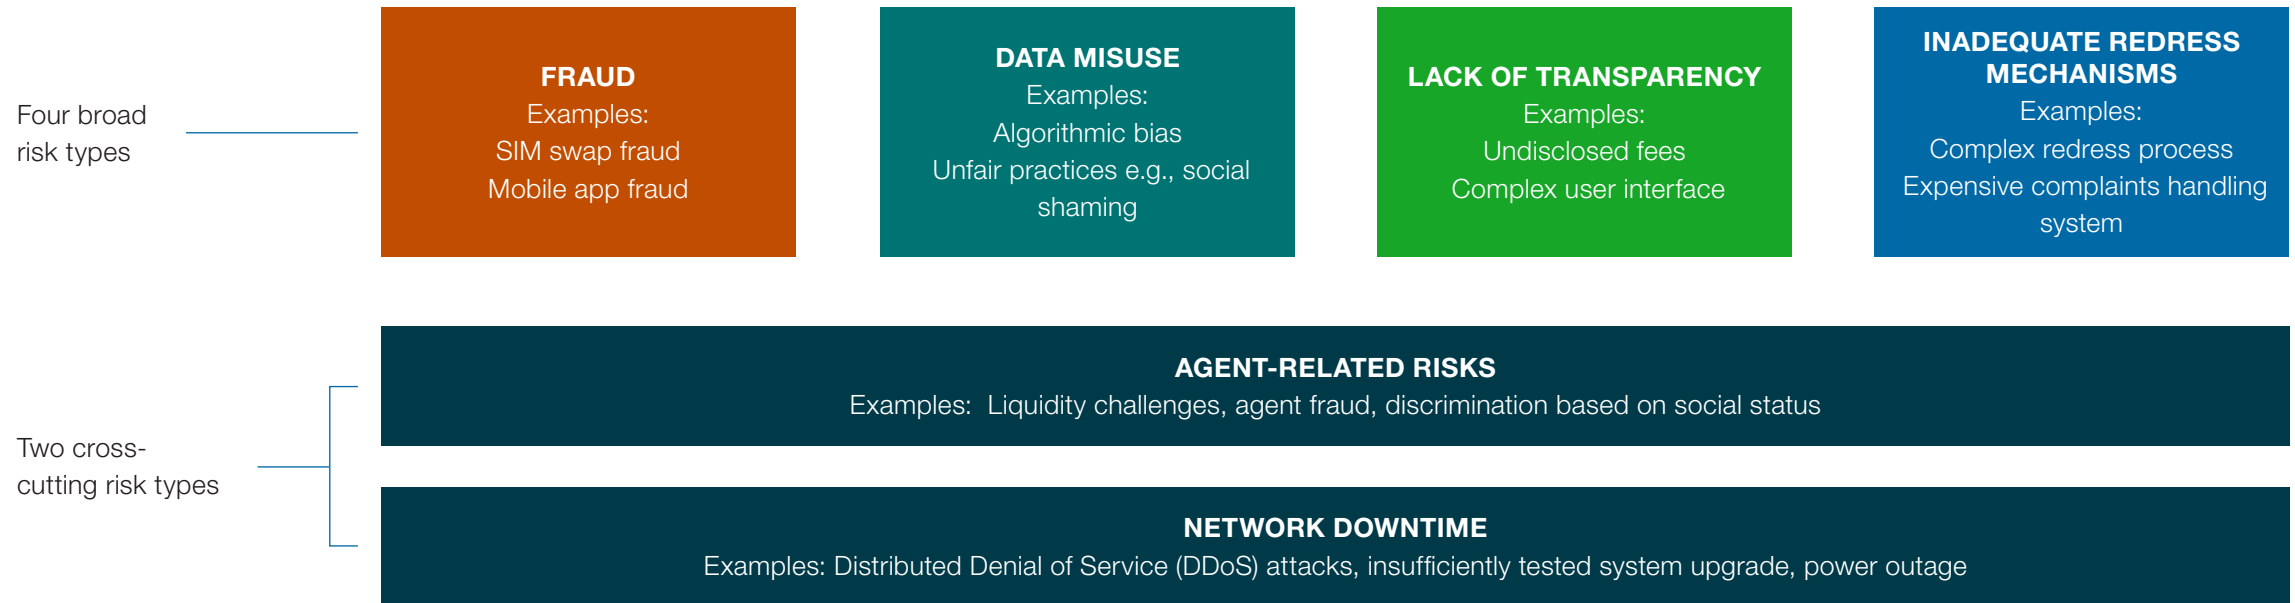 Four broad
risk types
FRAUD
Examples:
SIM swap fraud
Mobile app fraud
DATA MISUSE
Examples:
Algorithmic bias
Unfair practices e.g., social
shaming
LACK OF TRANSPARENCY
Examples:
Undisclosed fees
Complex user interface
INADEQUATE REDRESS
MECHANISMS
Examples:
Complex redress process
Expensive complaints handling
system
Two cross-
cutting risk types
AGENT-RELATED RISKS
Examples:  Liquidity challenges, agent fraud, discrimination based on social status
NETWORK DOWNTIME
Examples: Distributed Denial of Service (DDoS) attacks, insufficiently tested system upgrade, power outage